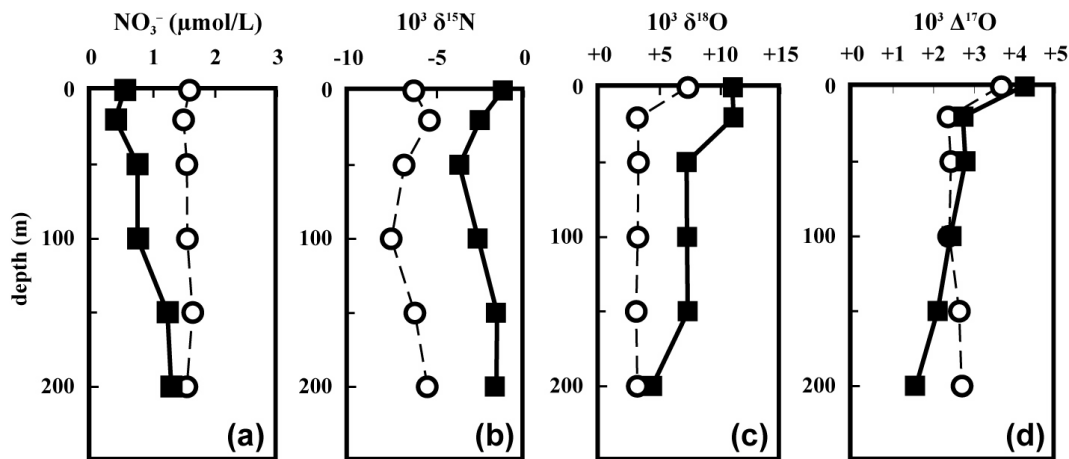 NO₃⁻ (μmol/L)
0 1 2 3
10³ δ¹⁵N
-10 -5 0
10³ δ¹⁸O
+0 +5 +10 +15
10³ Δ¹⁷O
+0 +1 +2 +3 +4 +5
depth (m)
0
100
200
(a)
0
100
200
(b)
0
100
200
(c)
0
100
200
(d)